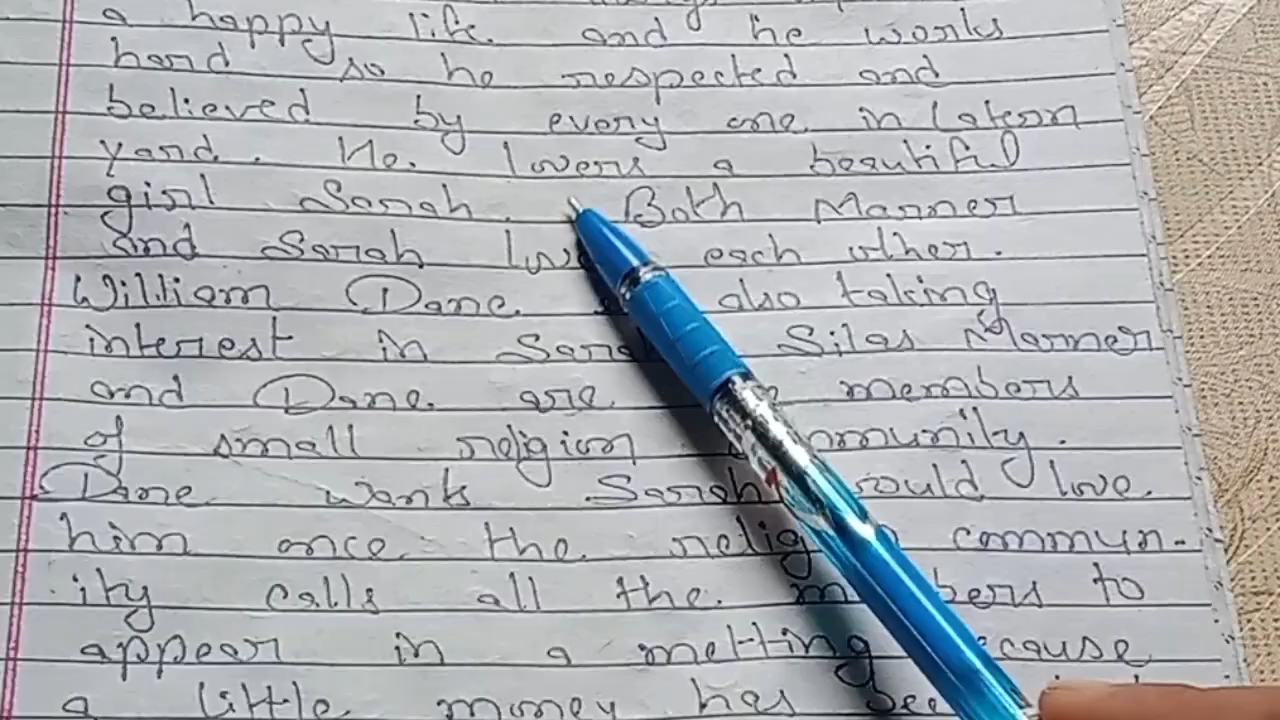 a happy life and he works
hard so he respected and
believed by every one in Latern
yard. He lovers a beautiful
girl Sarah. Both Marner
and Sarah each other.
William Dane also taking
interest in Silas Marner
and Dane are members
of small religion
Dane wants Sarah would love
him once the commun-
ity calls all the to
appear in a metting
a little money has